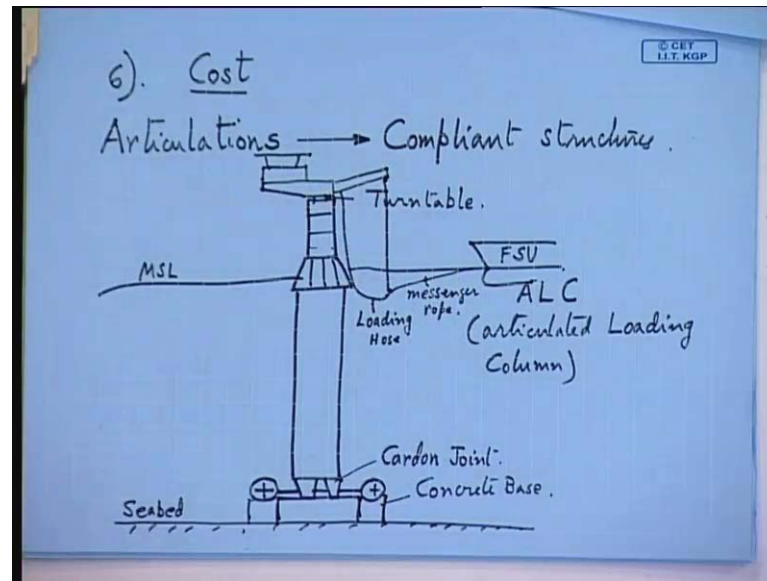 © CET
I.I.T. KGP
6). Cost
Articulations → Compliant structures.
Turntable.
MSL
FSU
messenger
rope.
Loading
Hose
ALC
(articulated Loading
Column)
Cardon Joint.
Concrete Base.
Seabed